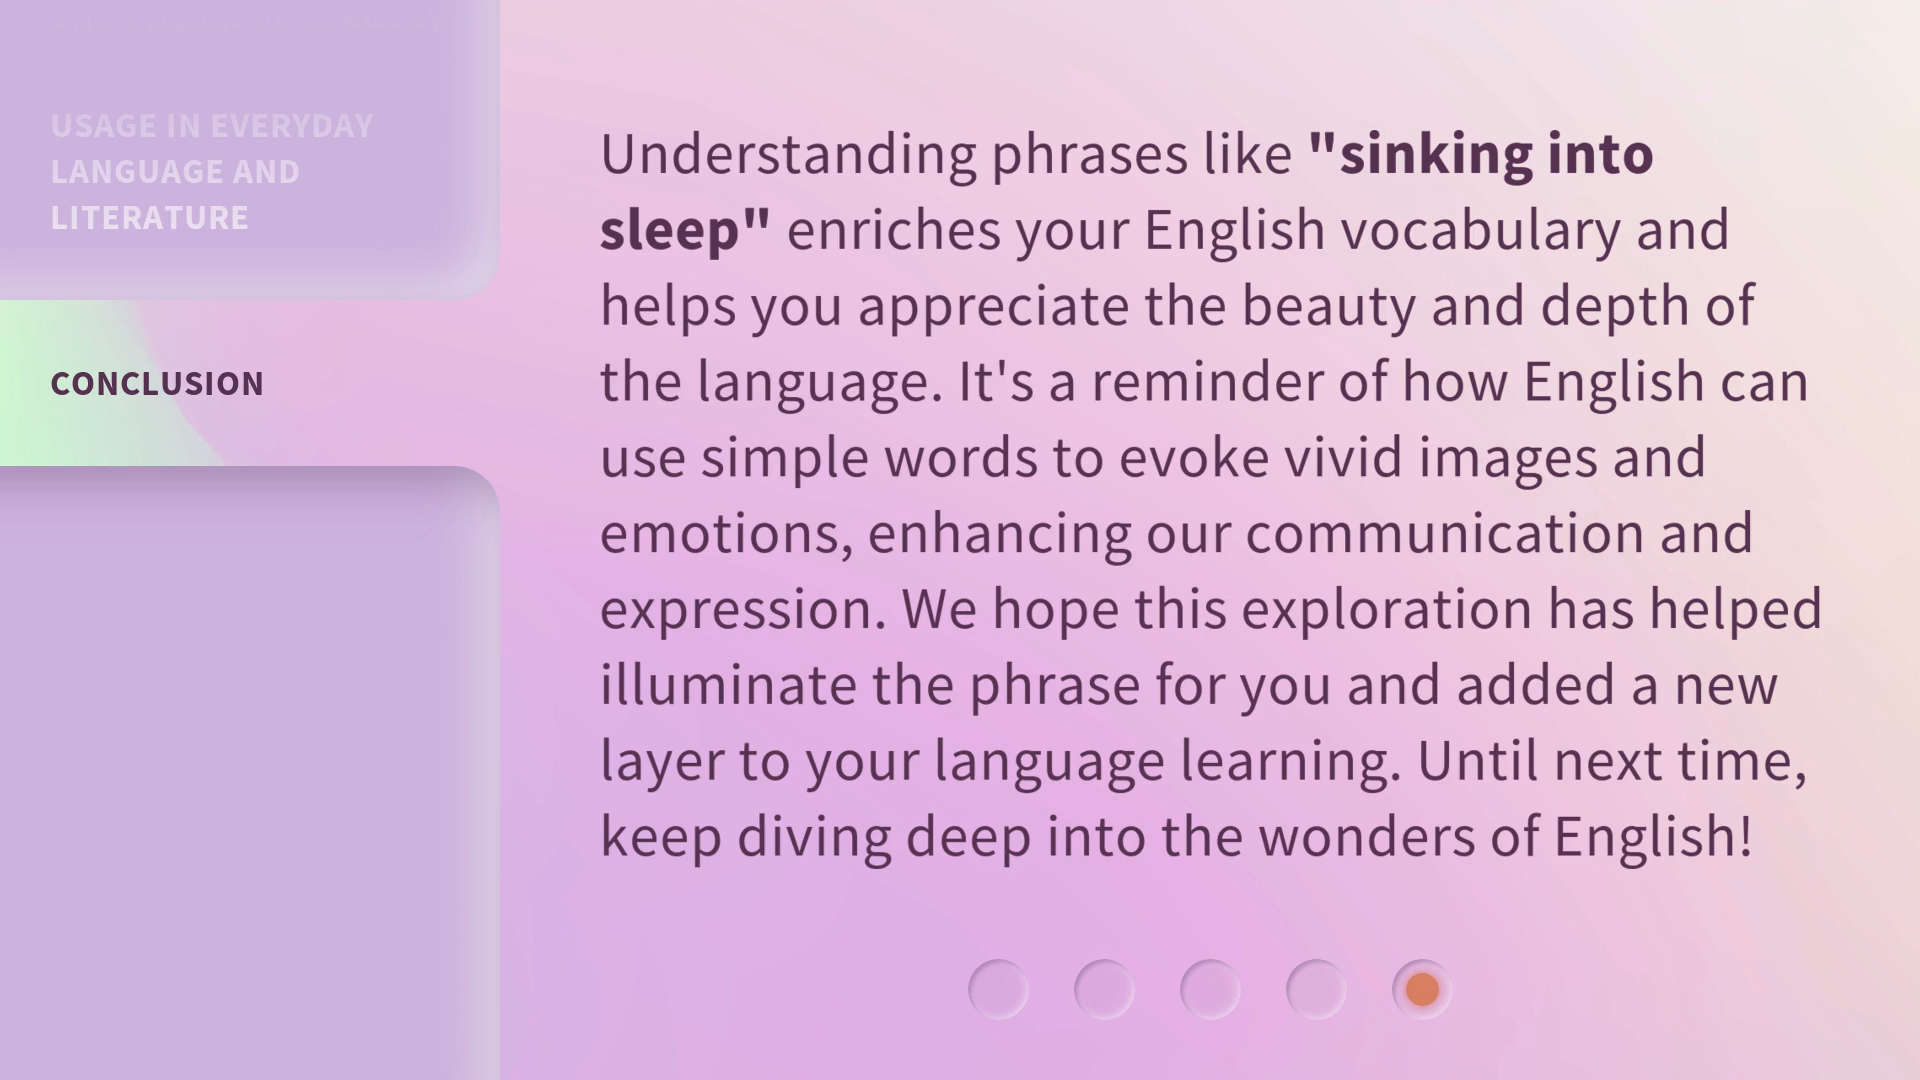 USAGE IN EVERYDAY
LANGUAGE AND
LITERATURE
CONCLUSION
Understanding phrases like "sinking into
sleep" enriches your English vocabulary and
helps you appreciate the beauty and depth of
the language. It's a reminder of how English can
use simple words to evoke vivid images and
emotions, enhancing our communication and
expression. We hope this exploration has helped
illuminate the phrase for you and added a new
layer to your language learning. Until next time,
keep diving deep into the wonders of English!